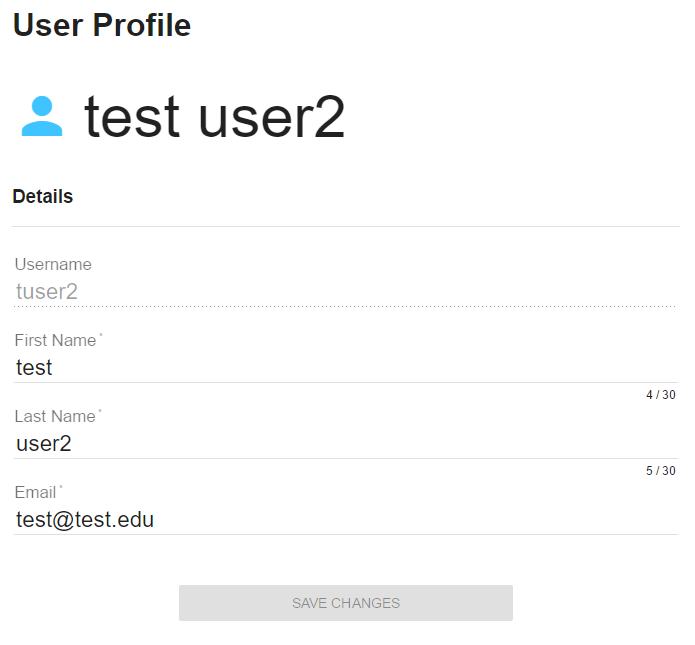 User Profile
test user2
Details
Username
tuser2
First Name*
test
4 / 30
Last Name*
user2
5 / 30
Email*
test@test.edu
SAVE CHANGES